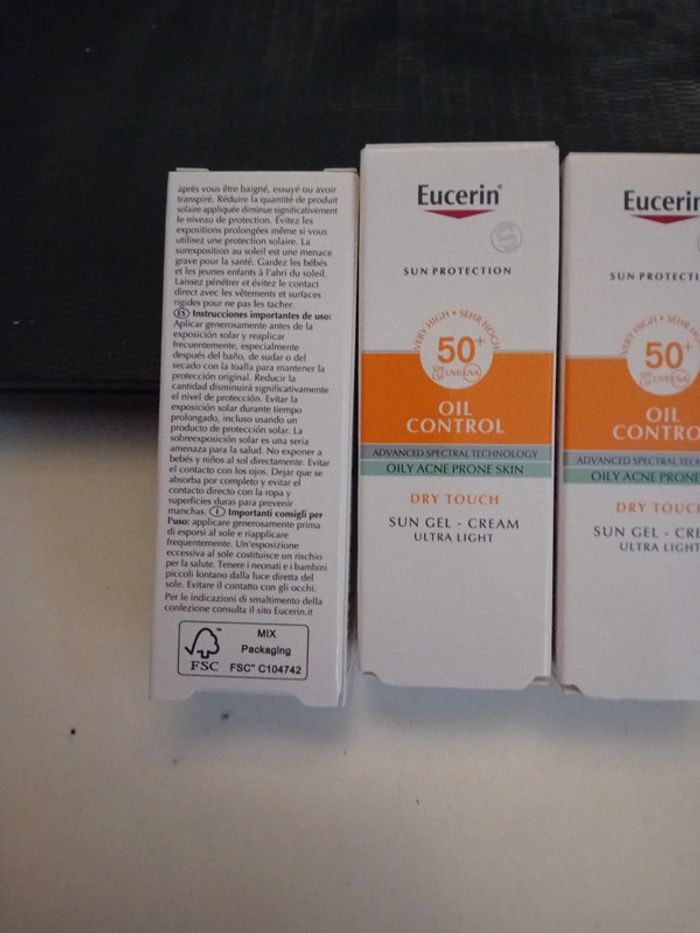 après vous être baigné, essuyé ou avoir
transpiré. Réduire la quantité de produit
solaire appliquée diminue significativement
le niveau de protection. Évitez les
expositions prolongées même si vous
utilisez une protection solaire. La
surexposition au soleil est une menace
grave pour la santé. Gardez les bébés
et les jeunes enfants à l'abri du soleil.
Laissez pénétrer et évitez le contact
direct avec les vêtements et surfaces
rigides pour ne pas les tacher.
ES Instrucciones importantes de uso:
Aplicar generosamente antes de la
exposición solar y reaplicar
frecuentemente, especialmente
después del baño, de sudar o del
secado con la toalla para mantener la
protección original. Reducir la
cantidad disminuirá significativamente
el nivel de protección. Evitar la
exposición solar durante tiempo
prolongado, incluso usando un
producto de protección solar. La
sobreexposición solar es una seria
amenaza para la salud. No exponer a
bebés y niños al sol directamente. Evitar
el contacto con los ojos. Dejar que se
absorba por completo y evitar el
contacto directo con la ropa y
superficies duras para prevenir
manchas. I Importanti consigli per
l'uso: applicare generosamente prima
di esporsi al sole e riapplicare
frequentemente. Un'esposizione
eccessiva al sole costituisce un rischio
per la salute. Tenere i neonati e i bambini
piccoli lontano dalla luce diretta del
sole. Evitare il contatto con gli occhi.
Per le indicazioni di smaltimento della
confezione consulta il sito Eucerin.it
FSC
MIX
Packaging
FSC™ C104742
Eucerin®
SUN PROTECTION
VERY HIGH • SEHR HOCH
50+
UVB UVA
OIL
CONTROL
ADVANCED SPECTRAL TECHNOLOGY
OILY ACNE PRONE SKIN
DRY TOUCH
SUN GEL - CREAM
ULTRA LIGHT
Eucerin
SUN PROTECTI
VERY HIGH • SEHR HOCH
50+
UVB UVA
OIL
CONTRO
ADVANCED SPECTRAL TEC
OILY ACNE PRONE
DRY TOUC
SUN GEL - CRE
ULTRA LIGHT